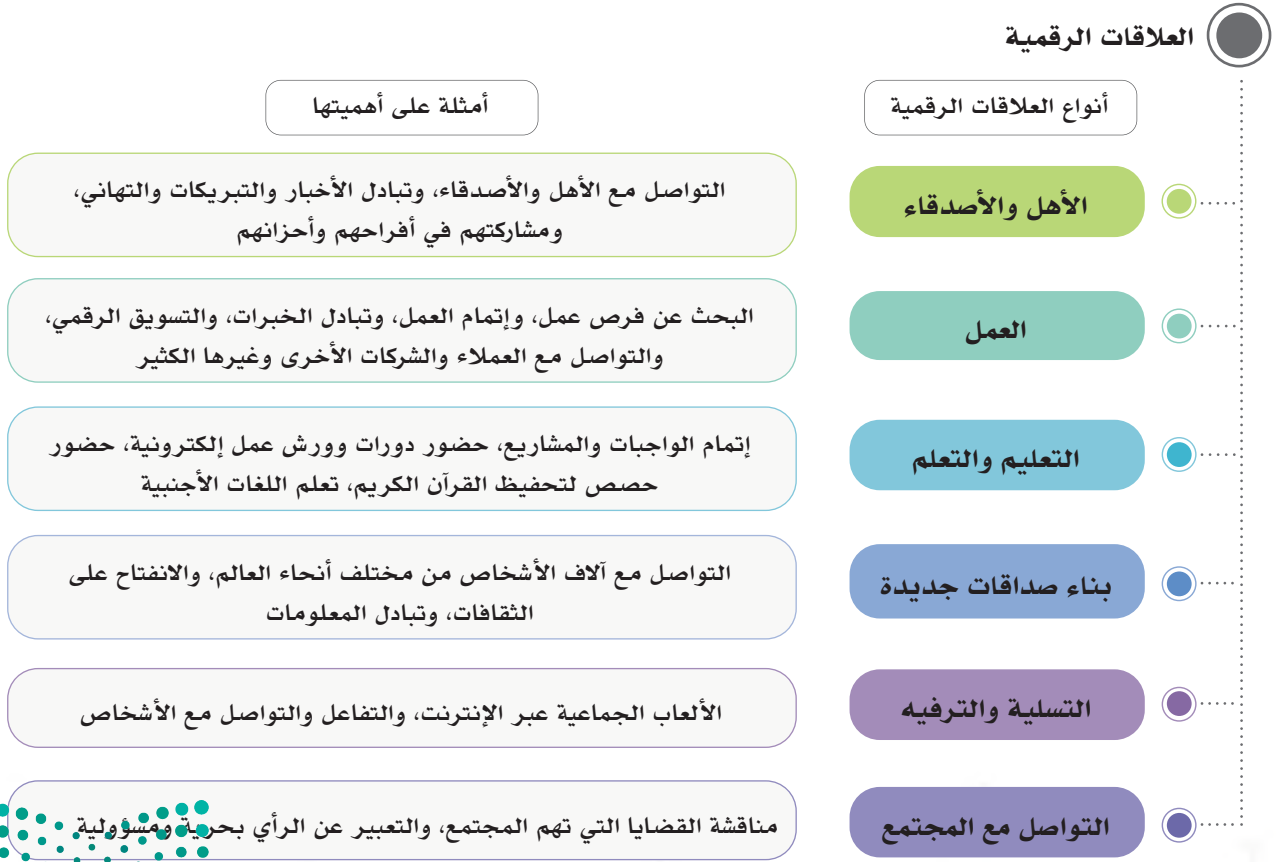 العلاقات الرقمية
أنواع العلاقات الرقمية
أمثلة على أهميتها
الأهل والأصدقاء
التواصل مع الأهل والأصدقاء، وتبادل الأخبار والتبريكات والتهاني،
ومشاركتهم في أفراحهم وأحزانهم
العمل
البحث عن فرص عمل، وإتمام العمل، وتبادل الخبرات، والتسويق الرقمي،
والتواصل مع العملاء والشركات الأخرى وغيرها الكثير
التعليم والتعلم
إتمام الواجبات والمشاريع، حضور دورات وورش عمل إلكترونية، حضور
حصص لتحفيظ القرآن الكريم، تعلم اللغات الأجنبية
بناء صداقات جديدة
التواصل مع آلاف الأشخاص من مختلف أنحاء العالم، والانفتاح على
الثقافات، وتبادل المعلومات
التسلية والترفيه
الألعاب الجماعية عبر الإنترنت، والتفاعل والتواصل مع الأشخاص
التواصل مع المجتمع
مناقشة القضايا التي تهم المجتمع، والتعبير عن الرأي بحرية ومسؤولية